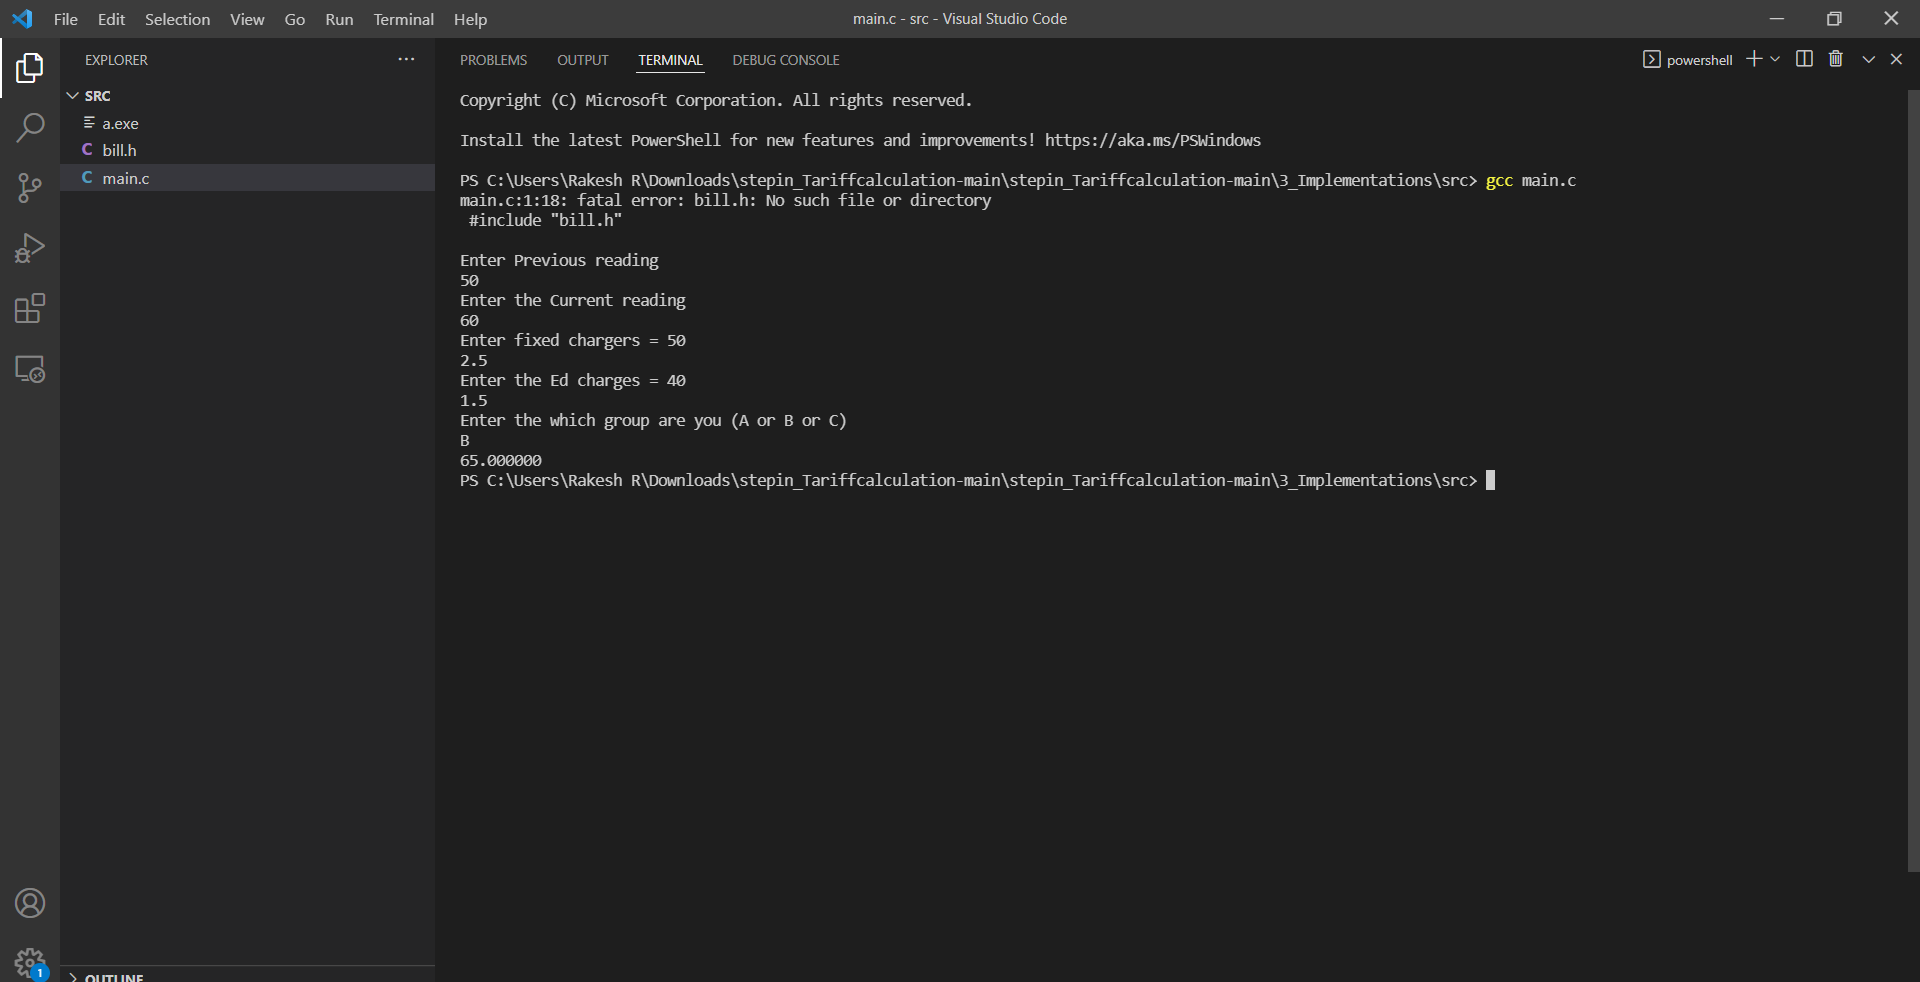 File Edit Selection View Go Run Terminal Help
main.c - src - Visual Studio Code
EXPLORER
SRC
a.exe
C bill.h
C main.c
OUTLINE
1
PROBLEMS OUTPUT TERMINAL DEBUG CONSOLE
powershell
Copyright (C) Microsoft Corporation. All rights reserved.
Install the latest PowerShell for new features and improvements! https://aka.ms/PSWindows
PS C:\Users\Rakesh R\Downloads\stepin_Tariffcalculation-main\stepin_Tariffcalculation-main\3_Implementations\src> gcc main.c
main.c:1:18: fatal error: bill.h: No such file or directory
#include "bill.h"
Enter Previous reading
50
Enter the Current reading
60
Enter fixed chargers = 50
2.5
Enter the Ed charges = 40
1.5
Enter the which group are you (A or B or C)
B
65.000000
PS C:\Users\Rakesh R\Downloads\stepin_Tariffcalculation-main\stepin_Tariffcalculation-main\3_Implementations\src>